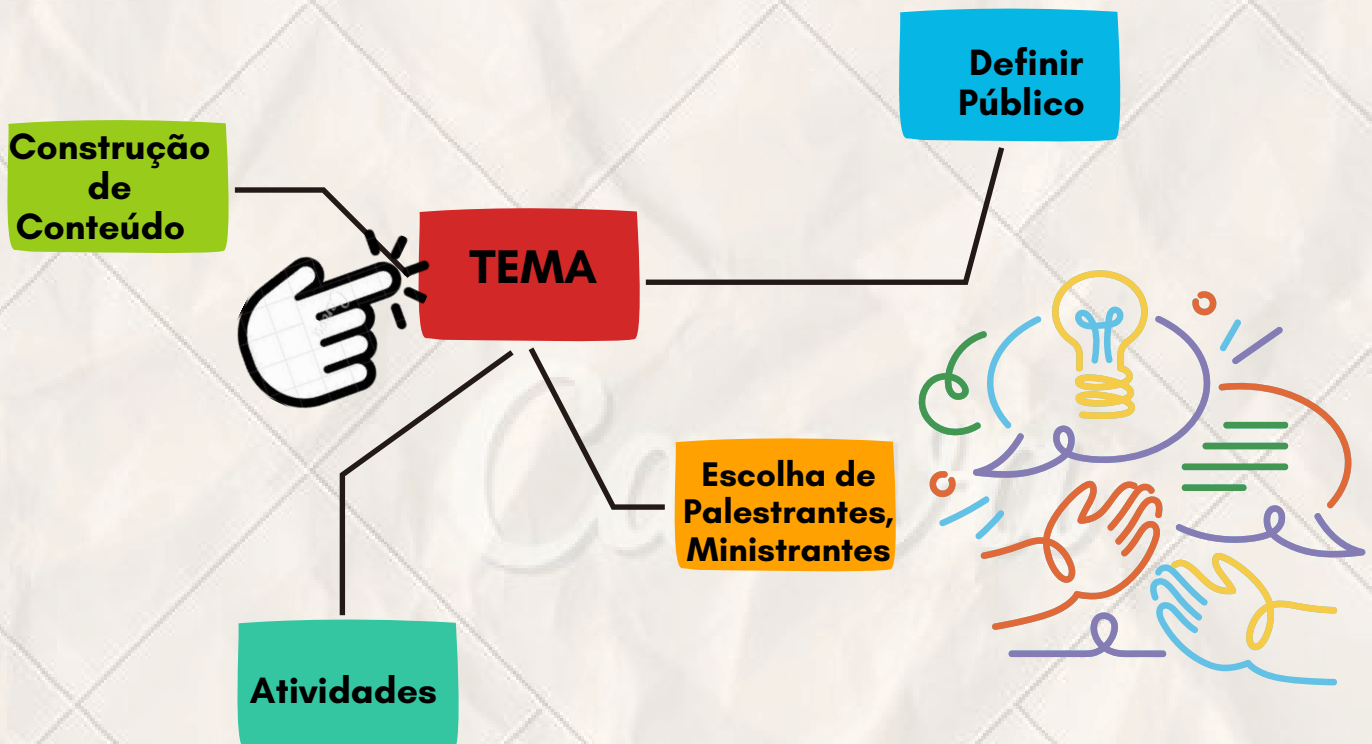 Definir
Público
Construção
de
Conteúdo
TEMA
Escolha de
Palestrantes,
Ministrantes
Atividades